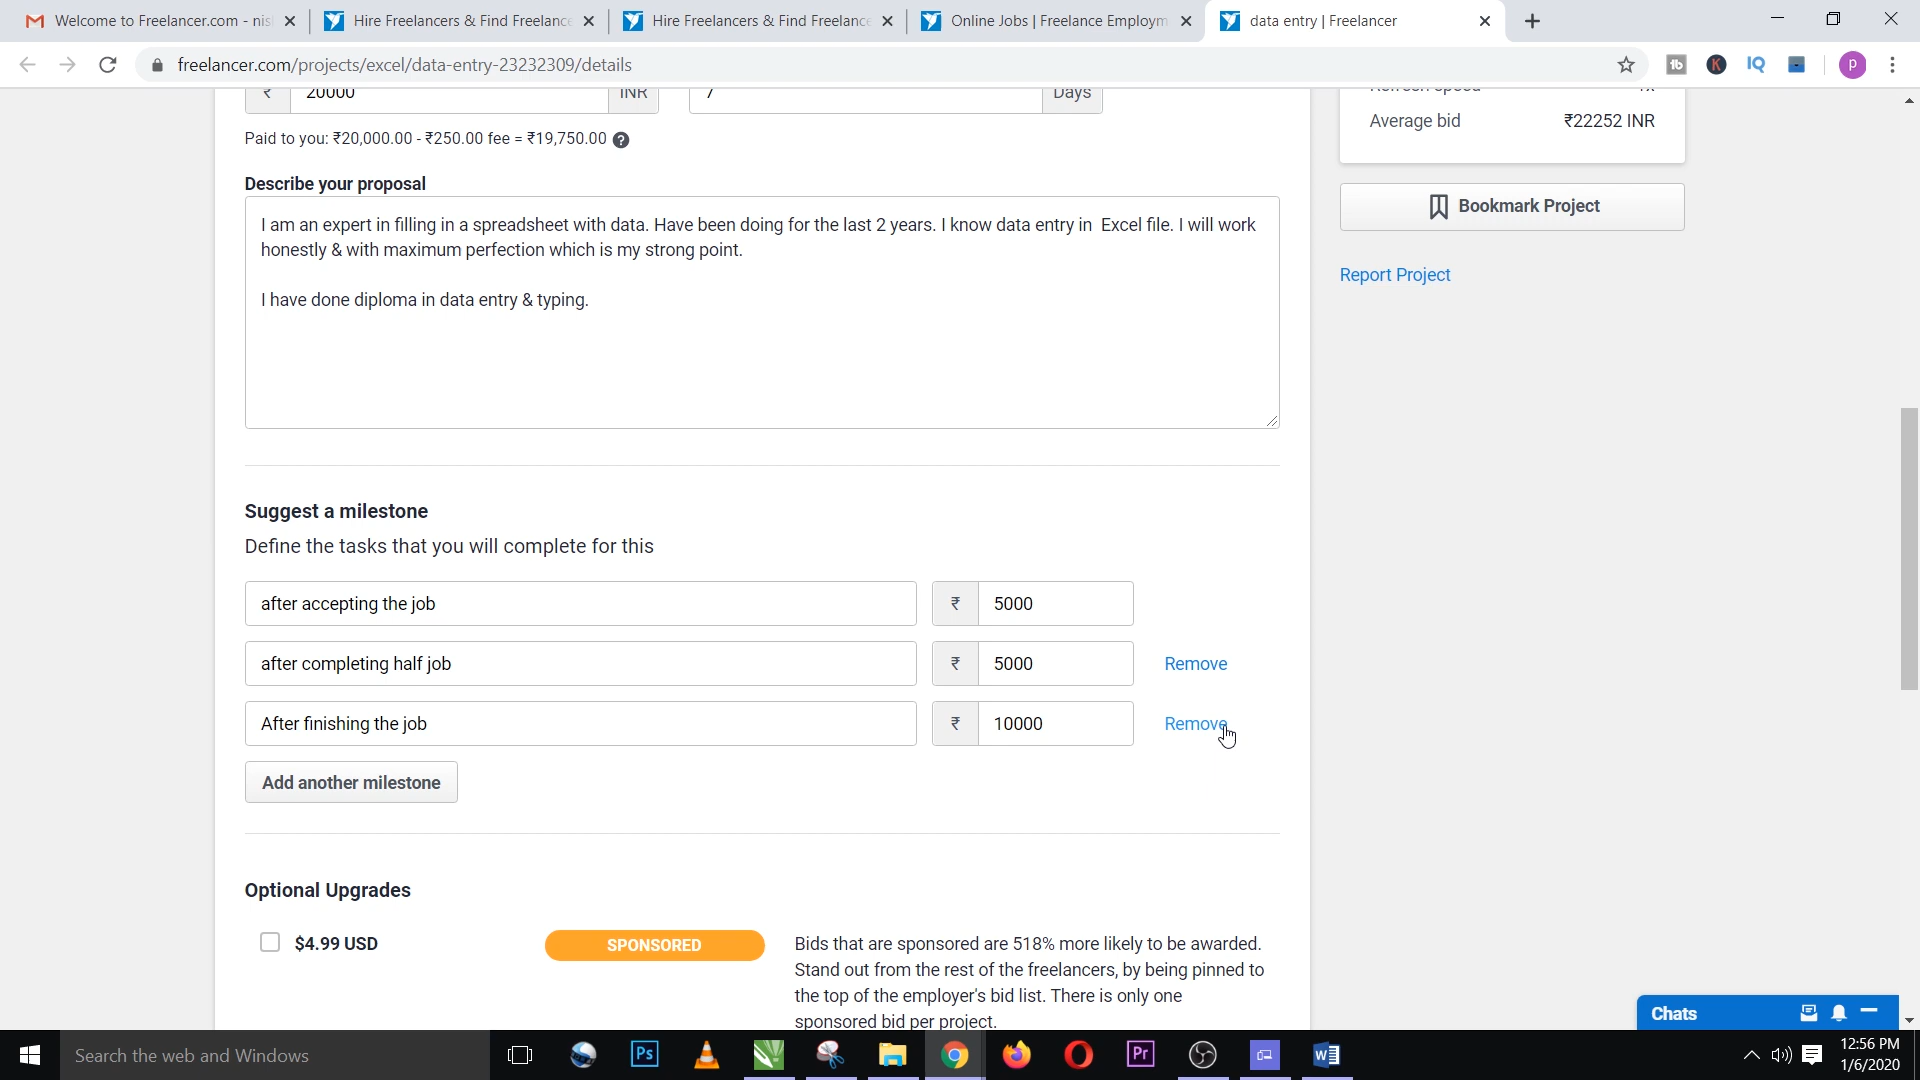 Welcome to Freelancer.com - nis
Hire Freelancers & Find Freelance
Hire Freelancers & Find Freelance
Online Jobs | Freelance Employm
data entry | Freelancer
freelancer.com/projects/excel/data-entry-23232309/details
tb
K
IQ
P
₹ 20000 INR
7 Days
Average bid ₹22252 INR
Paid to you: ₹20,000.00 - ₹250.00 fee = ₹19,750.00 ?
Describe your proposal
I am an expert in filling in a spreadsheet with data. Have been doing for the last 2 years. I know data entry in  Excel file. I will work
honestly & with maximum perfection which is my strong point.
I have done diploma in data entry & typing.
Bookmark Project
Report Project
Suggest a milestone
Define the tasks that you will complete for this
after accepting the job ₹ 5000
after completing half job ₹ 5000 Remove
After finishing the job ₹ 10000 Remove
Add another milestone
Optional Upgrades
$4.99 USD
SPONSORED
Bids that are sponsored are 518% more likely to be awarded.
Stand out from the rest of the freelancers, by being pinned to
the top of the employer's bid list. There is only one
sponsored bid per project.
Chats
Search the web and Windows
Ps
Pr
W
12:56 PM
1/6/2020